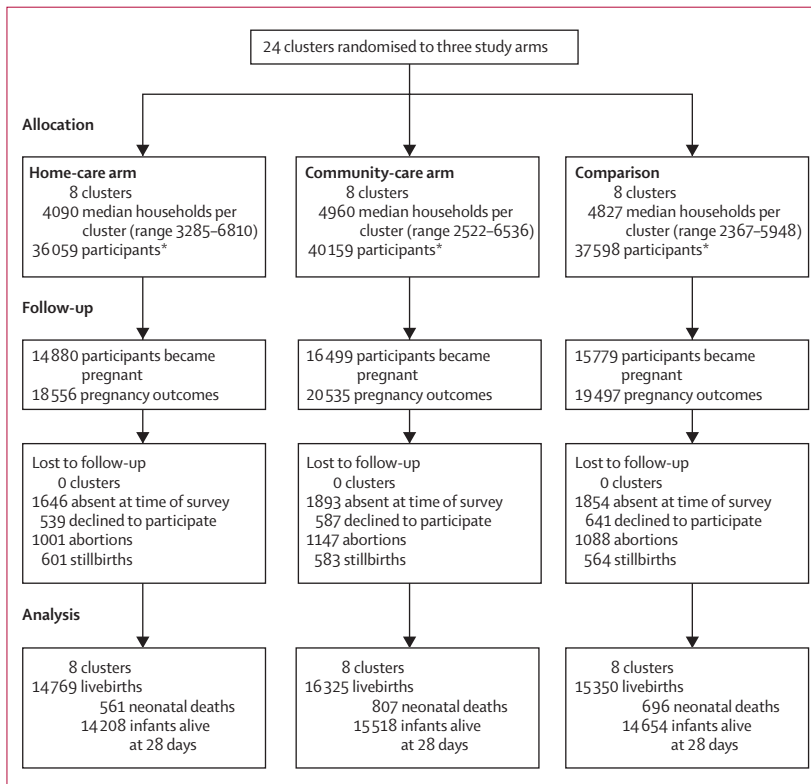 24 clusters randomised to three study arms
Allocation
Home-care arm
8 clusters
4090 median households per
cluster (range 3285–6810)
36 059 participants*
Community-care arm
8 clusters
4960 median households per
cluster (range 2522–6536)
40 159 participants*
Comparison
8 clusters
4827 median households per
cluster (range 2367–5948)
37 598 participants*
Follow-up
14 880 participants became
pregnant
18 556 pregnancy outcomes
16 499 participants became
pregnant
20 535 pregnancy outcomes
15 779 participants became
pregnant
19 497 pregnancy outcomes
Lost to follow-up
0 clusters
1646 absent at time of survey
539 declined to participate
1001 abortions
601 stillbirths
Lost to follow-up
0 clusters
1893 absent at time of survey
587 declined to participate
1147 abortions
583 stillbirths
Lost to follow-up
0 clusters
1854 absent at time of survey
641 declined to participate
1088 abortions
564 stillbirths
Analysis
8 clusters
14 769 livebirths
561 neonatal deaths
14 208 infants alive
at 28 days
8 clusters
16 325 livebirths
807 neonatal deaths
15 518 infants alive
at 28 days
8 clusters
15 350 livebirths
696 neonatal deaths
14 654 infants alive
at 28 days